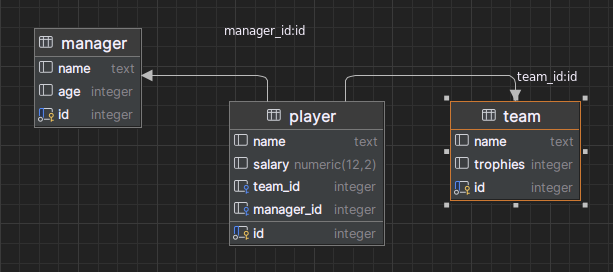 manager_id:id
manager
name text
age integer
id integer
team_id:id
player
name text
salary numeric(12,2)
team_id integer
manager_id integer
id integer
team
name text
trophies integer
id integer